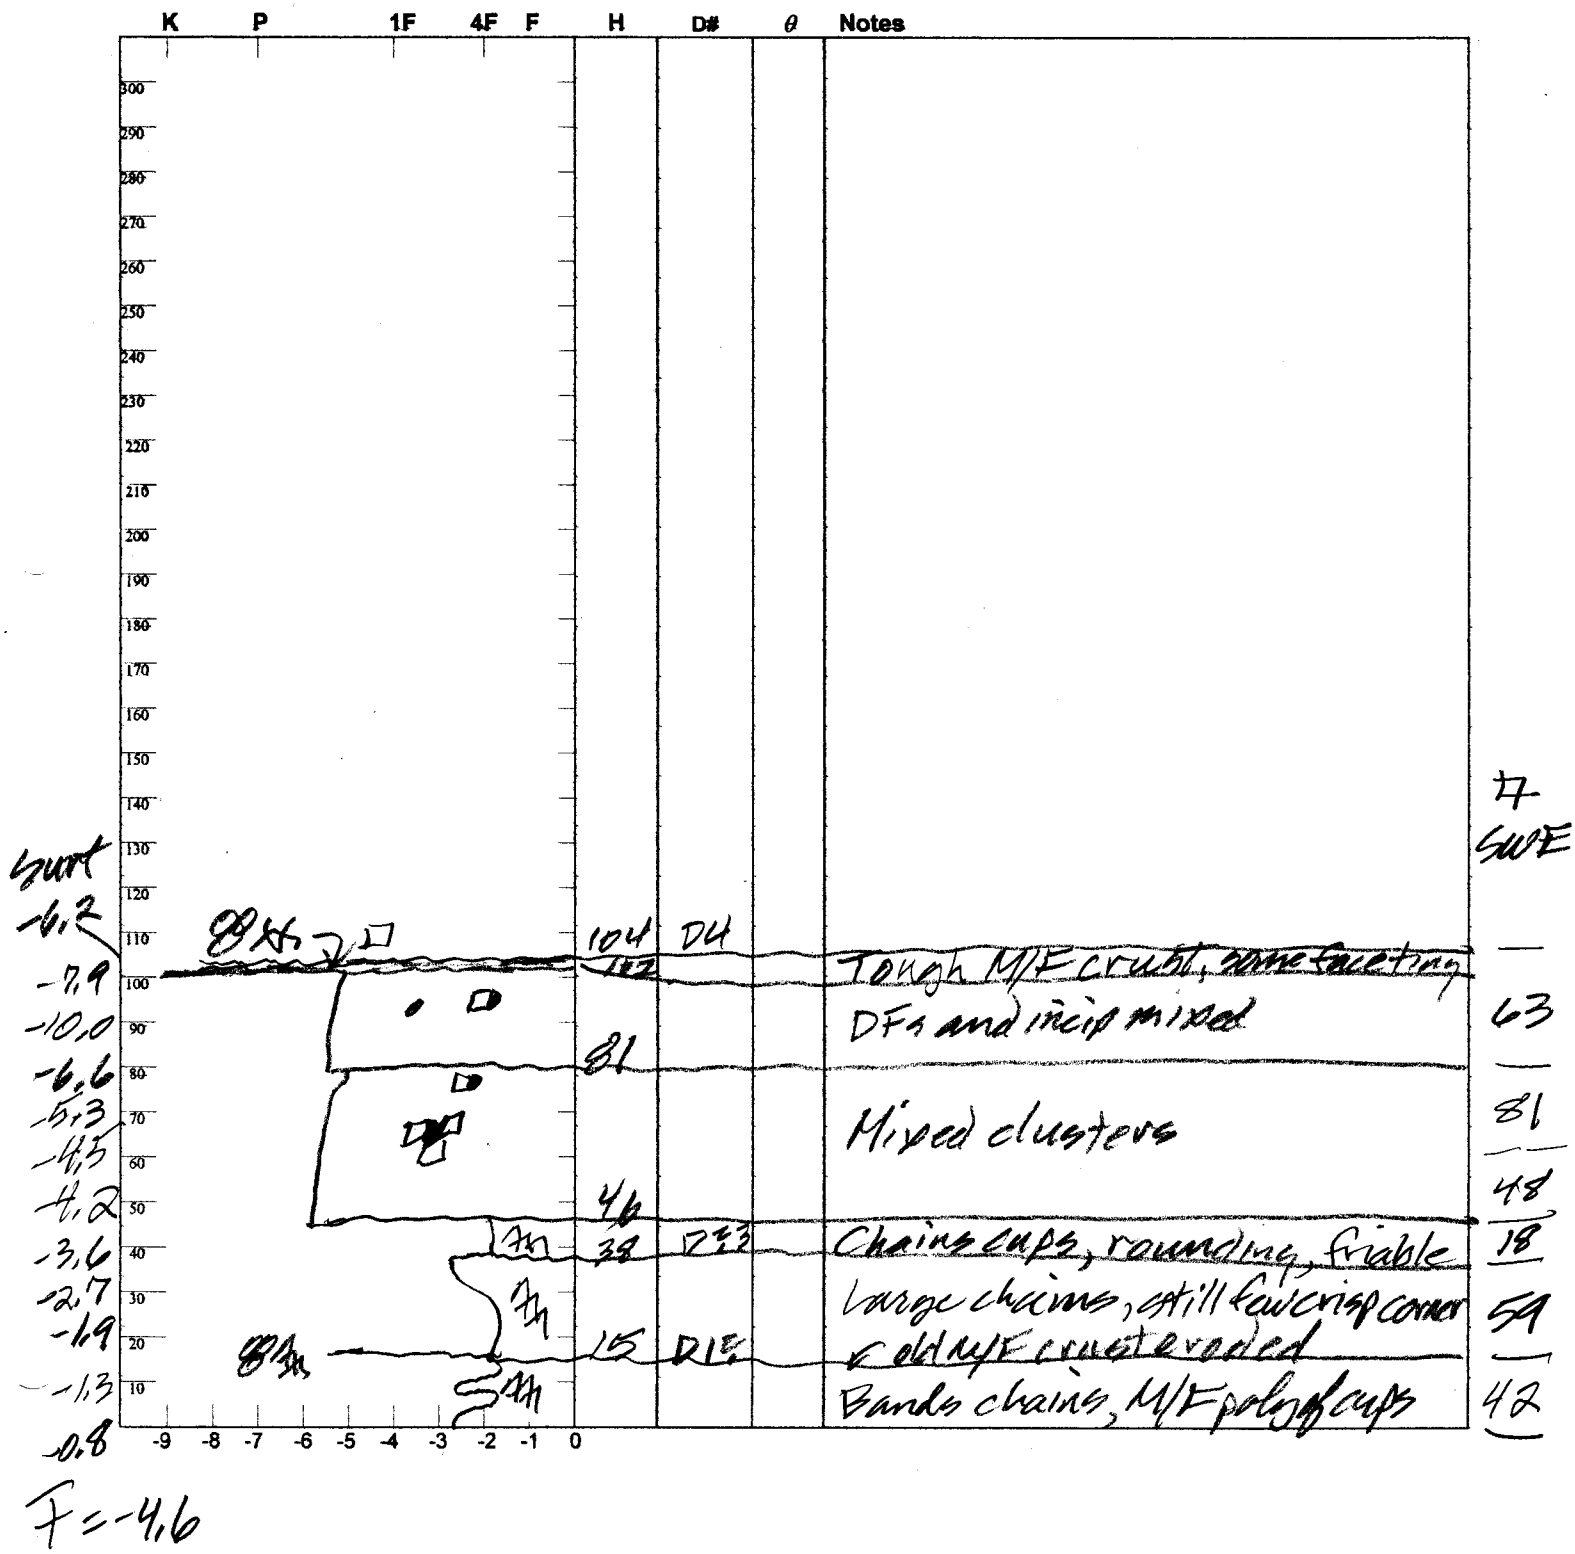 K P 1F 4F F H D# θ Notes
300
290
280
270
260
250
240
230
220
210
200
190
180
170
160
150
140
130 SWE
Surf
120
-6.2
110 104 D4
102 Tough M/F crust, some faceting
-7.9 100
-10.0 90 DFs and incip mixed 63
81
-6.6 80
-5.3 70 81
-4.5 60 Mixed clusters
-4.2 50 46 48
-3.6 40 38 Chains cups, rounding, friable 18
-2.7 30 Large chains, still few crisp corner 59
-1.9 20 15 old M/F crust eroded
-1.3 10 Bands chains, M/F poly of cups 42
-0.8 -9 -8 -7 -6 -5 -4 -3 -2 -1 0
T = -4.6